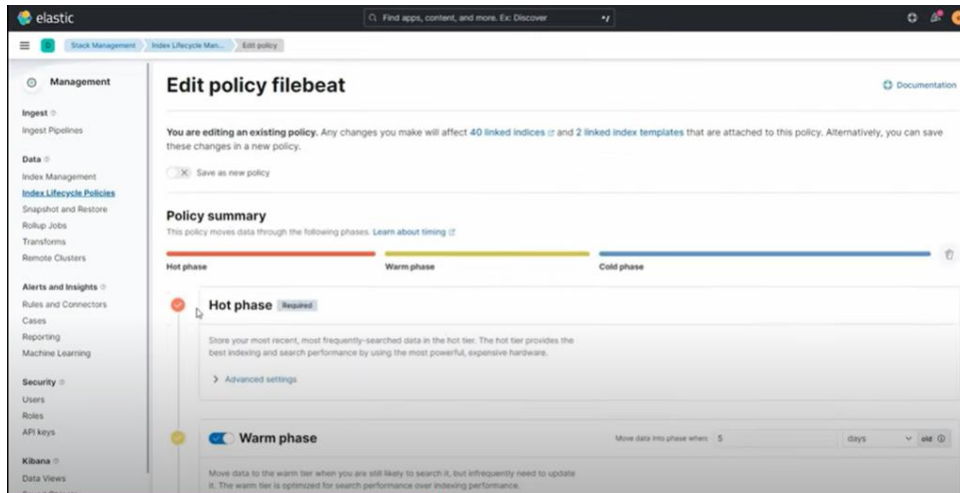 elastic
Find apps, content, and more. Ex: Discover
Stack Management
Index Lifecycle Man...
Edit policy
Management
Ingest
Ingest Pipelines
Data
Index Management
Index Lifecycle Policies
Snapshot and Restore
Rollup Jobs
Transforms
Remote Clusters
Alerts and Insights
Rules and Connectors
Cases
Reporting
Machine Learning
Security
Users
Roles
API keys
Kibana
Data Views
Edit policy filebeat
Documentation
You are editing an existing policy. Any changes you make will affect 40 linked indices and 2 linked index templates that are attached to this policy. Alternatively, you can save
these changes in a new policy.
Save as new policy
Policy summary
This policy moves data through the following phases. Learn about timing
Hot phase
Warm phase
Cold phase
Hot phase Required
Store your most recent, most frequently-searched data in the hot tier. The hot tier provides the
best indexing and search performance by using the most powerful, expensive hardware.
Advanced settings
Warm phase
Move data into phase when: 5 days old
Move data to the warm tier when you are still likely to search it, but infrequently need to update
it. The warm tier is optimized for search performance over indexing performance.